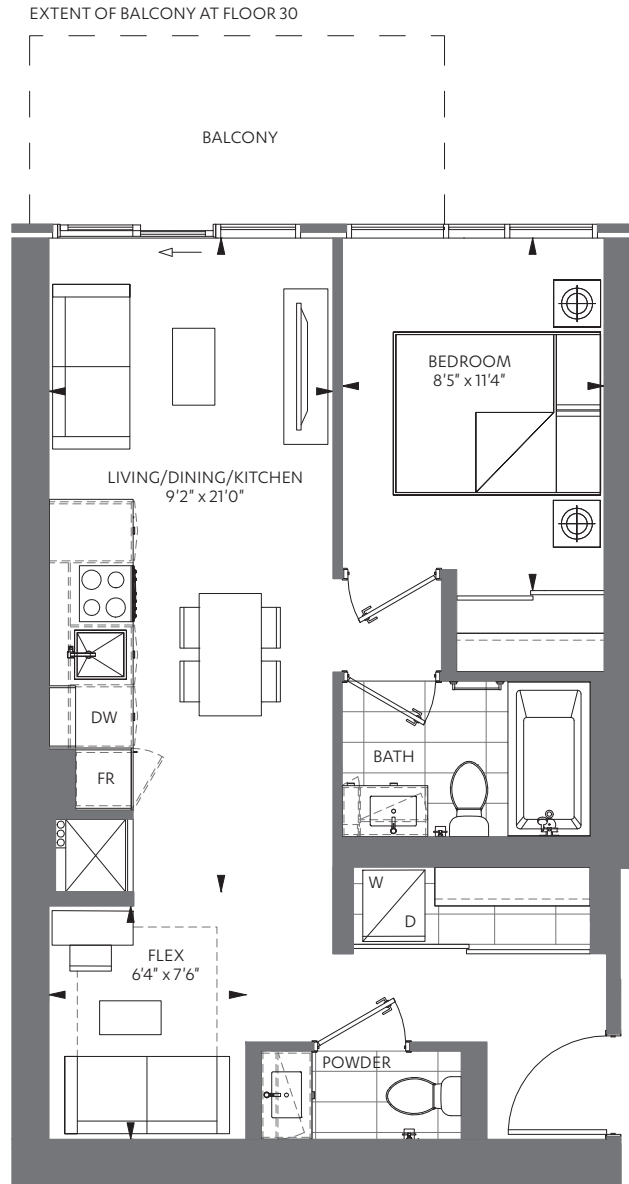 EXTENT OF BALCONY AT FLOOR 30
BALCONY
BEDROOM
8'5" x 11'4"
LIVING/DINING/KITCHEN
9'2" x 21'0"
DW
FR
BATH
W
D
FLEX
6'4" x 7'6"
POWDER